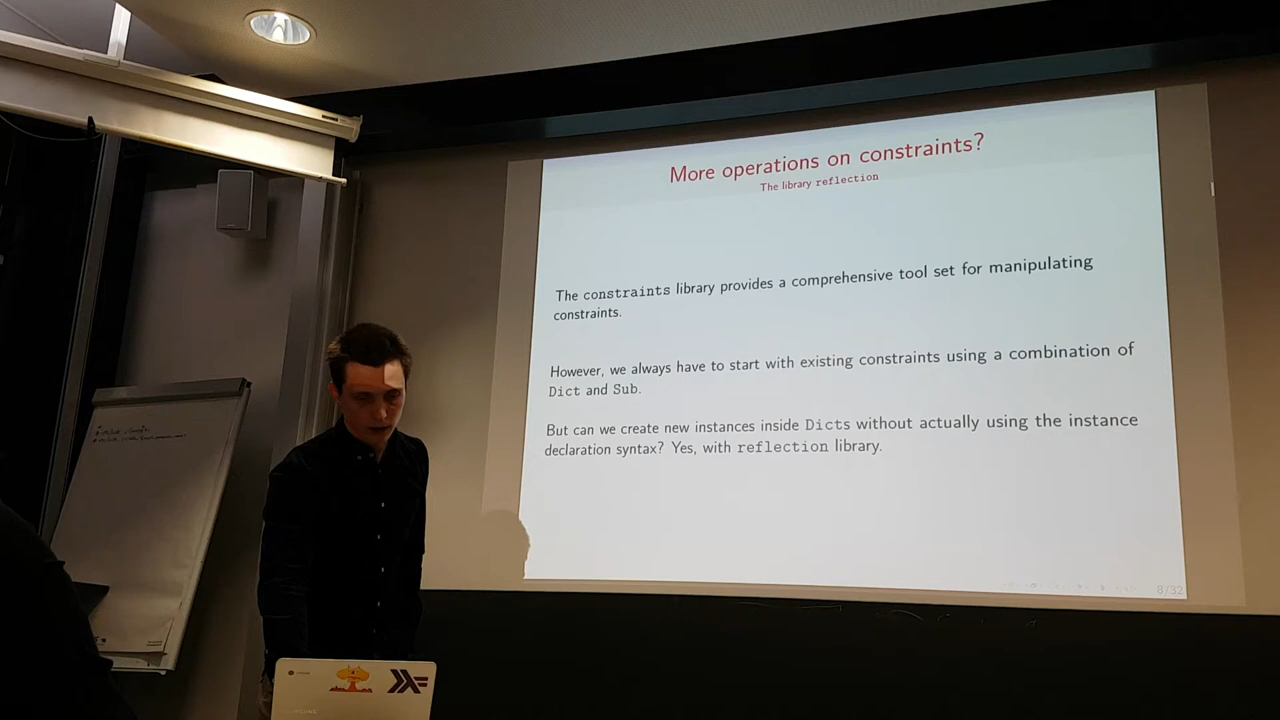 More operations on constraints?
The library reflection
The constraints library provides a comprehensive tool set for manipulating
constraints.
However, we always have to start with existing constraints using a combination of
Dict and Sub.
But can we create new instances inside Dicts without actually using the instance
declaration syntax? Yes, with reflection library.
8/32